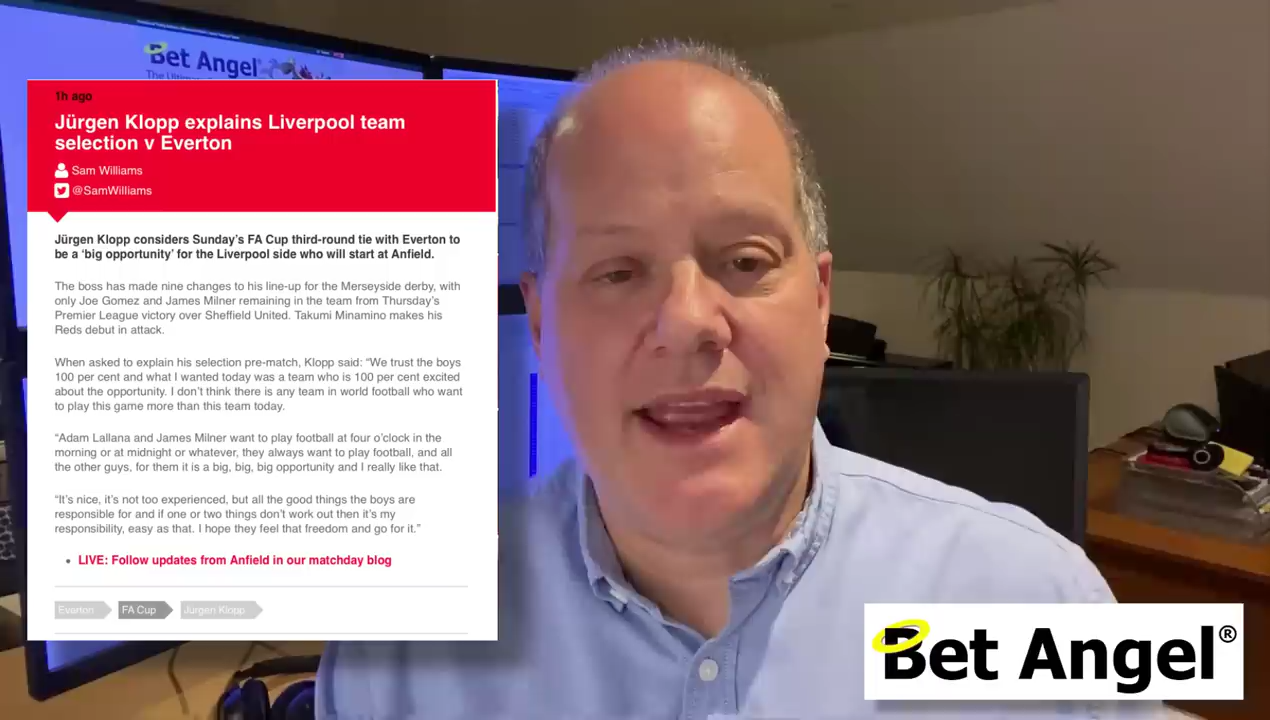 Bet Angel
1h ago
Jürgen Klopp explains Liverpool team
selection v Everton
Sam Williams
@SamWilliams
Jürgen Klopp considers Sunday's FA Cup third-round tie with Everton to
be a 'big opportunity' for the Liverpool side who will start at Anfield.
The boss has made nine changes to his line-up for the Merseyside derby, with
only Joe Gomez and James Milner remaining in the team from Thursday's
Premier League victory over Sheffield United. Takumi Minamino makes his
Reds debut in attack.
When asked to explain his selection pre-match, Klopp said: “We trust the boys
100 per cent and what I wanted today was a team who is 100 per cent excited
about the opportunity. I don't think there is any team in world football who want
to play this game more than this team today.
“Adam Lallana and James Milner want to play football at four o'clock in the
morning or at midnight or whatever, they always want to play football, and all
the other guys, for them it is a big, big, big opportunity and I really like that.
“It's nice, it's not too experienced, but all the good things the boys are
responsible for and if one or two things don't work out then it's my
responsibility, easy as that. I hope they feel that freedom and go for it.”
• LIVE: Follow updates from Anfield in our matchday blog
Everton FA Cup Jürgen Klopp
Bet Angel®